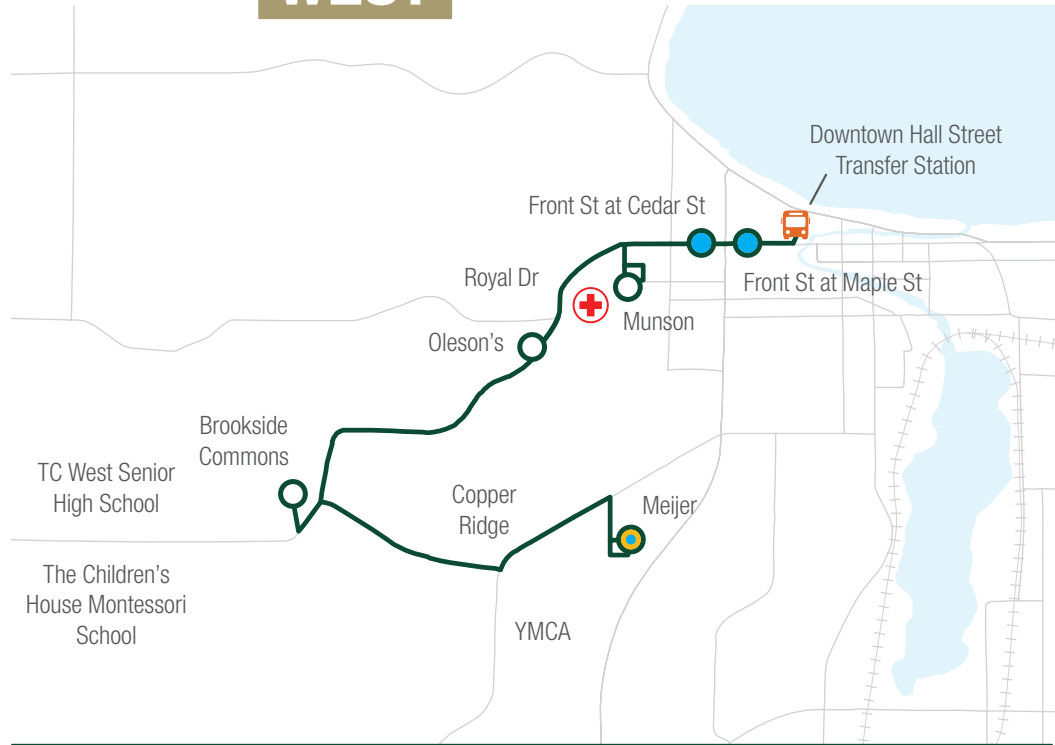 WEST
Downtown Hall Street
Transfer Station
Front St at Cedar St
Royal Dr
Front St at Maple St
Munson
Oleson's
Brookside
Commons
TC West Senior
High School
Copper
Ridge
Meijer
The Children's
House Montessori
School
YMCA